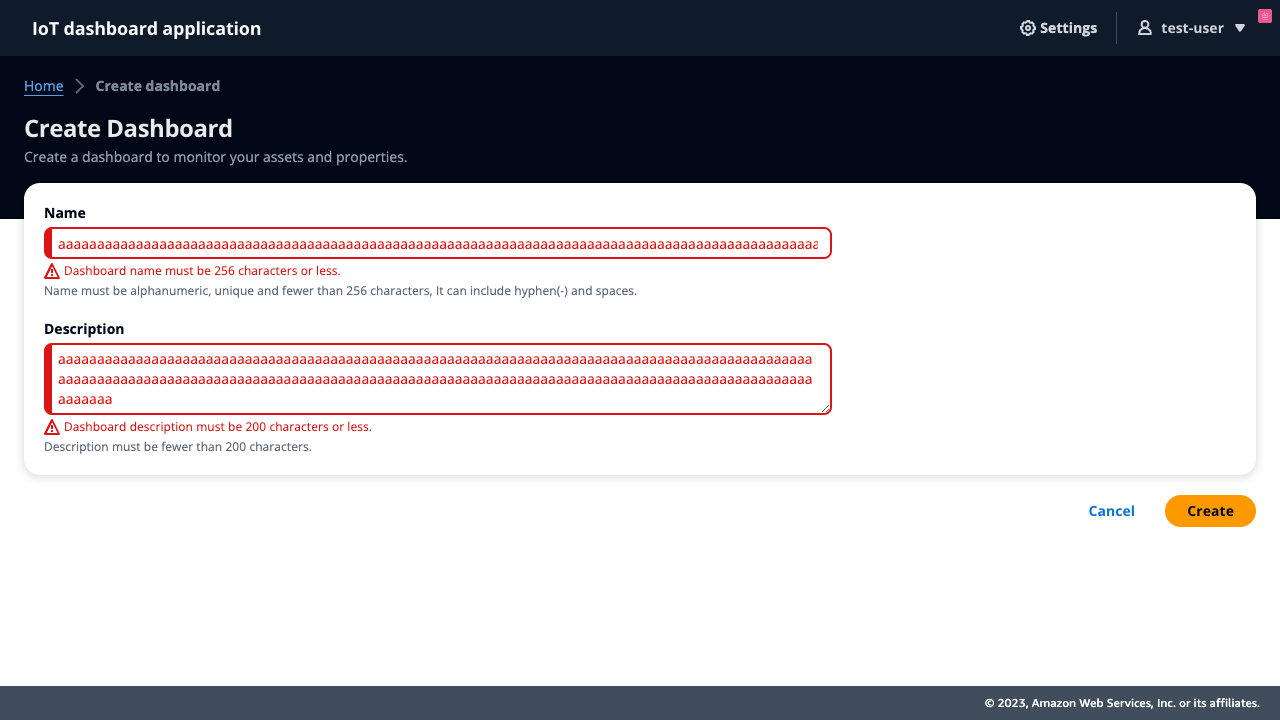 IoT dashboard application
Settings
test-user
Home
Create dashboard
Create Dashboard
Create a dashboard to monitor your assets and properties.
Name
Dashboard name must be 256 characters or less.
Name must be alphanumeric, unique and fewer than 256 characters, It can include hyphen(-) and spaces.
Description
aaaaaaa
Dashboard description must be 200 characters or less.
Description must be fewer than 200 characters.
Cancel
Create
© 2023, Amazon Web Services, Inc. or its affiliates.